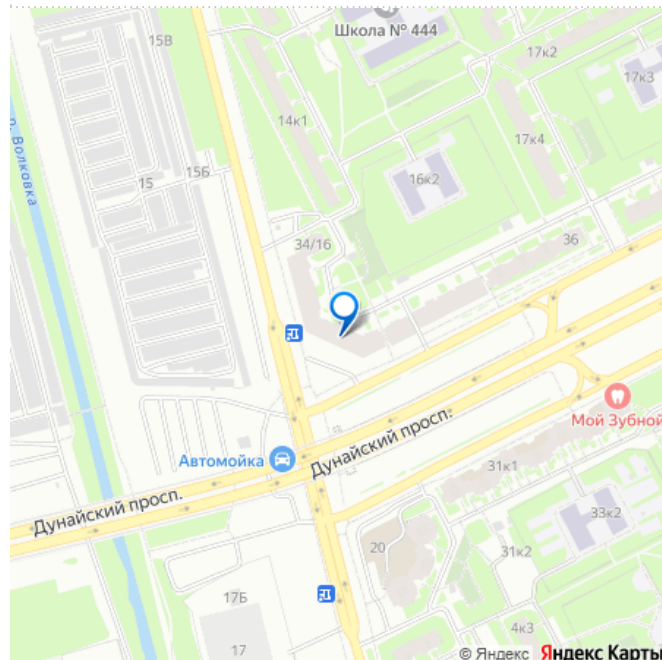 15В
Школа № 444
17к2
17к3
р. Волковка
14к1
17к4
15Б
15
16к2
34/16
36
Мой Зубной
Автомойка
Дунайский просп.
Дунайский просп.
31к1
33к2
20
31к2
17Б
4к3
17
© Яндекс Яндекс Карты